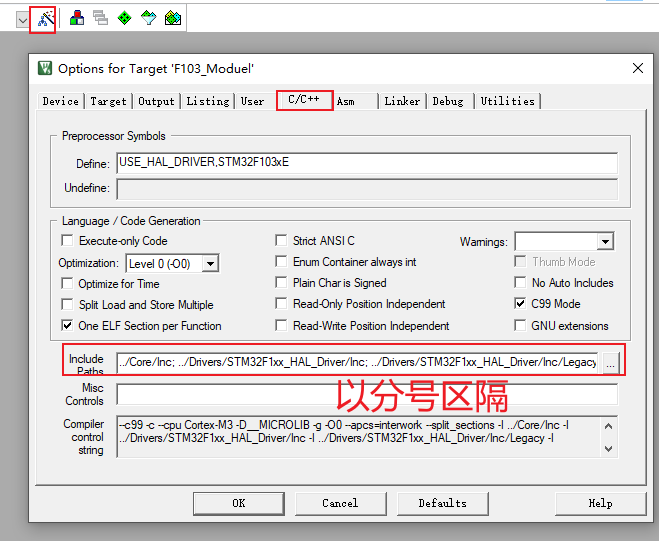 Options for Target 'F103_Moduel'
Device Target Output Listing User C/C++ Asm Linker Debug Utilities
Preprocessor Symbols
Define: USE_HAL_DRIVER,STM32F103xE
Undefine:
Language / Code Generation
Execute-only Code Strict ANSI C Warnings:
Optimization: Level 0 (-O0) Enum Container always int Thumb Mode
Optimize for Time Plain Char is Signed No Auto Includes
Split Load and Store Multiple Read-Only Position Independent C99 Mode
One ELF Section per Function Read-Write Position Independent GNU extensions
Include Paths ../Core/Inc; ../Drivers/STM32F1xx_HAL_Driver/Inc; ../Drivers/STM32F1xx_HAL_Driver/Inc/Legacy ...
Misc
Controls
以分号区隔
Compiler
control
string
--c99 -c --cpu Cortex-M3 -D__MICROLIB -g -O0 --apcs=interwork --split_sections -I ../Core/Inc -I
../Drivers/STM32F1xx_HAL_Driver/Inc -I ../Drivers/STM32F1xx_HAL_Driver/Inc/Legacy -I
OK Cancel Defaults Help